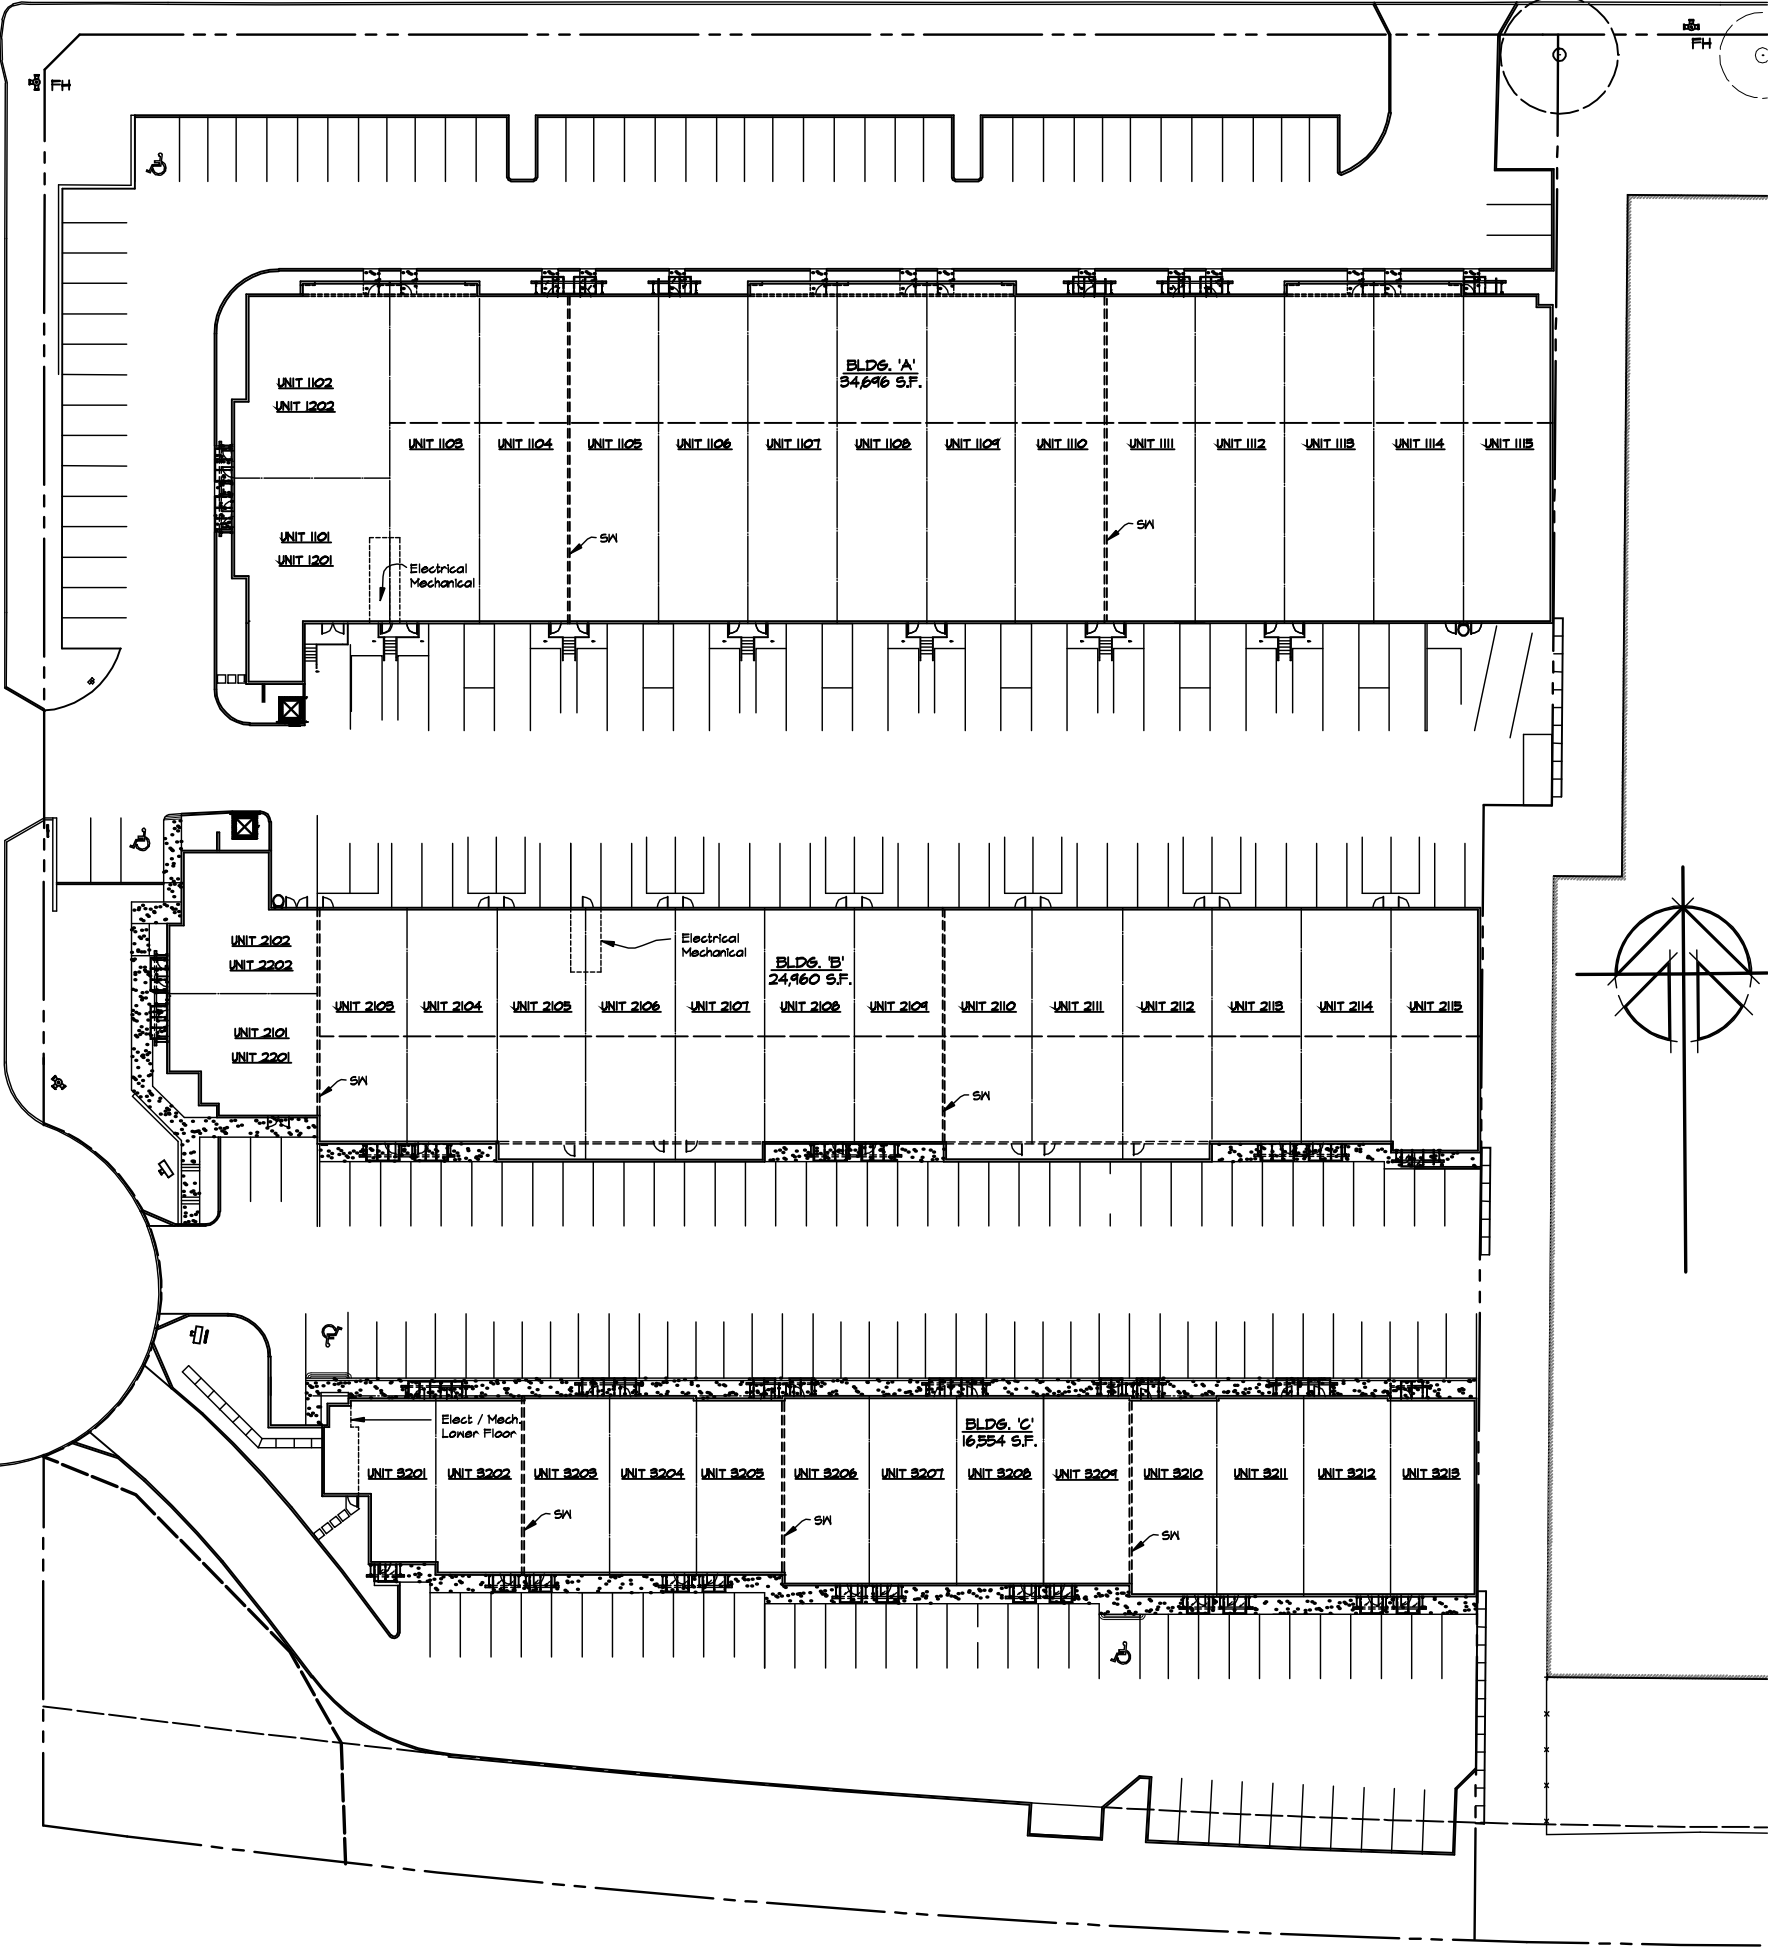 FH
FH
BLDG. 'A'
34,696 S.F.
UNIT 1102
UNIT 1202
UNIT 1103
UNIT 1104
UNIT 1105
UNIT 1106
UNIT 1107
UNIT 1108
UNIT 1109
UNIT 1110
UNIT 1111
UNIT 1112
UNIT 1113
UNIT 1114
UNIT 1115
UNIT 1101
UNIT 1201
SW
SW
Electrical
Mechanical
UNIT 2102
UNIT 2202
Electrical
Mechanical
BLDG. 'B'
24,960 S.F.
UNIT 2103
UNIT 2104
UNIT 2105
UNIT 2106
UNIT 2107
UNIT 2108
UNIT 2109
UNIT 2110
UNIT 2111
UNIT 2112
UNIT 2113
UNIT 2114
UNIT 2115
UNIT 2101
UNIT 2201
SW
SW
Elect / Mech.
Lower Floor
BLDG. 'C'
16,554 S.F.
UNIT 3201
UNIT 3202
UNIT 3203
UNIT 3204
UNIT 3205
UNIT 3206
UNIT 3207
UNIT 3208
UNIT 3209
UNIT 3210
UNIT 3211
UNIT 3212
UNIT 3213
SW
SW
SW